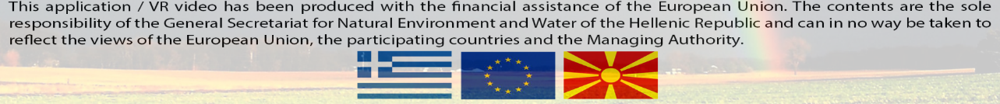 This application / VR video has been produced with the financial assistance of the European Union. The contents are the sole
responsibility of the General Secretariat for Natural Environment and Water of the Hellenic Republic and can in no way be taken to
reflect the views of the European Union, the participating countries and the Managing Authority.